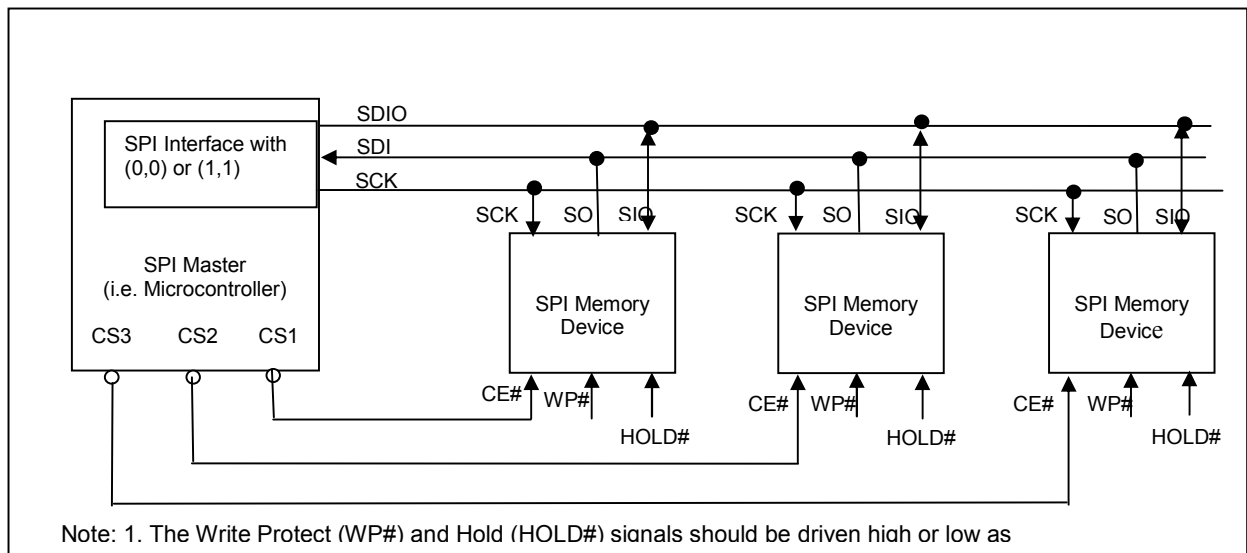 SDIO
SPI Interface with
(0,0) or (1,1)
SDI
SCK
SCK SO SIO
SCK SO SIO
SCK SO SIO
SPI Master
(i.e. Microcontroller)
SPI Memory
Device
SPI Memory
Device
SPI Memory
Device
CS3 CS2 CS1
CE# WP#
HOLD#
CE# WP#
HOLD#
CE# WP#
HOLD#
Note: 1. The Write Protect (WP#) and Hold (HOLD#) signals should be driven high or low as